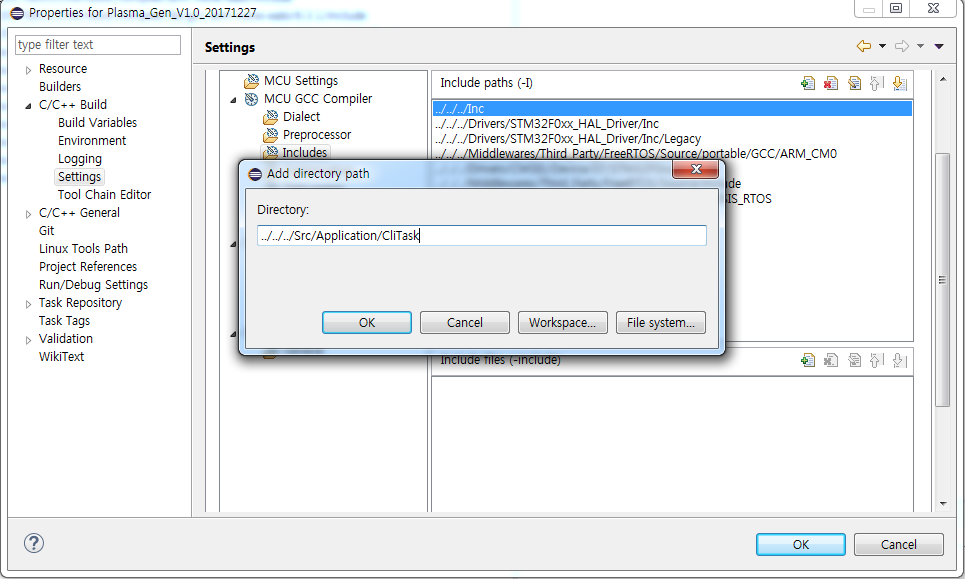 Properties for Plasma_Gen_V1.0_20171227
type filter text
Settings
Resource
Builders
C/C++ Build
Build Variables
Environment
Logging
Settings
Tool Chain Editor
C/C++ General
Git
Linux Tools Path
Project References
Run/Debug Settings
Task Repository
Task Tags
Validation
WikiText
MCU Settings
MCU GCC Compiler
Dialect
Preprocessor
Includes
Include paths (-I)
../../../Inc
../../../Drivers/STM32F0xx_HAL_Driver/Inc
../../../Drivers/STM32F0xx_HAL_Driver/Inc/Legacy
../../../Middlewares/Third_Party/FreeRTOS/Source/portable/GCC/ARM_CM0
Add directory path
Directory:
../../../Src/Application/CliTask
OK
Cancel
Workspace...
File system...
Include files (-include)
?
OK
Cancel